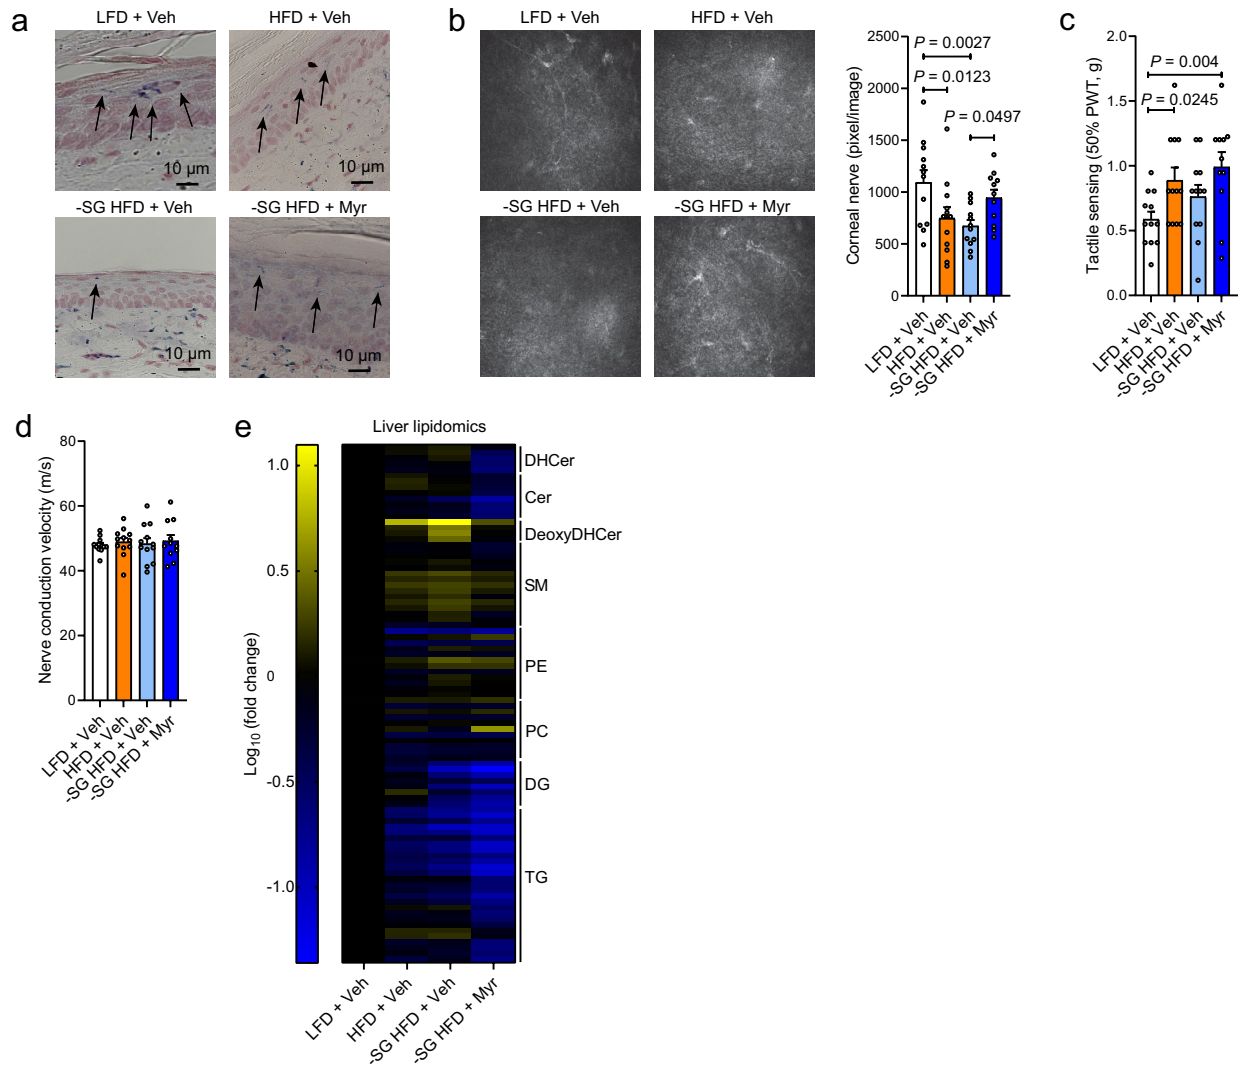 a
LFD + Veh
HFD + Veh
10 µm
10 µm
-SG HFD + Veh
-SG HFD + Myr
10 µm
10 µm
b
LFD + Veh
HFD + Veh
-SG HFD + Veh
-SG HFD + Myr
Corneal nerve (pixel/image)
2500
2000
1500
1000
500
0
P = 0.0027
P = 0.0123
P = 0.0497
LFD + Veh
HFD + Veh
-SG HFD + Veh
-SG HFD + Myr
c
Tactile sensing (50% PWT, g)
2.0
1.5
1.0
0.5
0.0
P = 0.004
P = 0.0245
LFD + Veh
HFD + Veh
-SG HFD + Veh
-SG HFD + Myr
d
Nerve conduction velocity (m/s)
80
60
40
20
0
LFD + Veh
HFD + Veh
-SG HFD + Veh
-SG HFD + Myr
e
Liver lipidomics
Log10 (fold change)
1.0
0.5
0
-0.5
-1.0
DHCer
Cer
DeoxyDHCer
SM
PE
PC
DG
TG
LFD + Veh
HFD + Veh
-SG HFD + Veh
-SG HFD + Myr